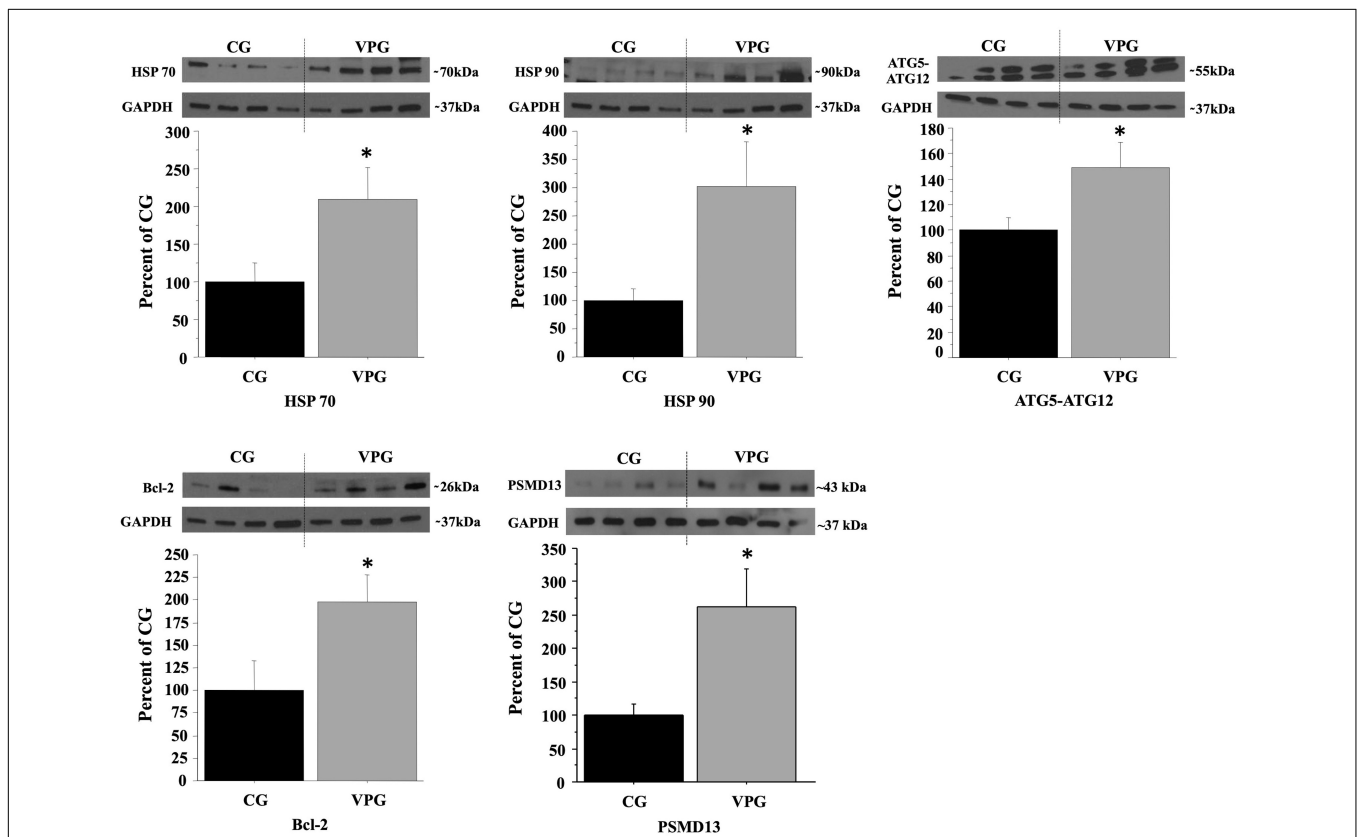 CG VPG
HSP 70 ~70kDa
GAPDH ~37kDa
300
250
200
150
100
50
0
Percent of CG
*
CG VPG
HSP 70
CG VPG
HSP 90 ~90kDa
GAPDH ~37kDa
400
350
300
250
200
150
100
50
0
Percent of CG
*
CG VPG
HSP 90
CG VPG
ATG5-
ATG12 ~55kDa
GAPDH ~37kDa
180
160
140
120
100
80
60
40
20
0
Percent of CG
*
CG VPG
ATG5-ATG12
CG VPG
Bcl-2 ~26kDa
GAPDH ~37kDa
250
225
200
175
150
125
100
75
50
25
0
Percent of CG
*
CG VPG
Bcl-2
CG VPG
PSMD13 ~43 kDa
GAPDH ~37 kDa
350
300
250
200
150
100
50
0
Percent of CG
*
CG VPG
PSMD13